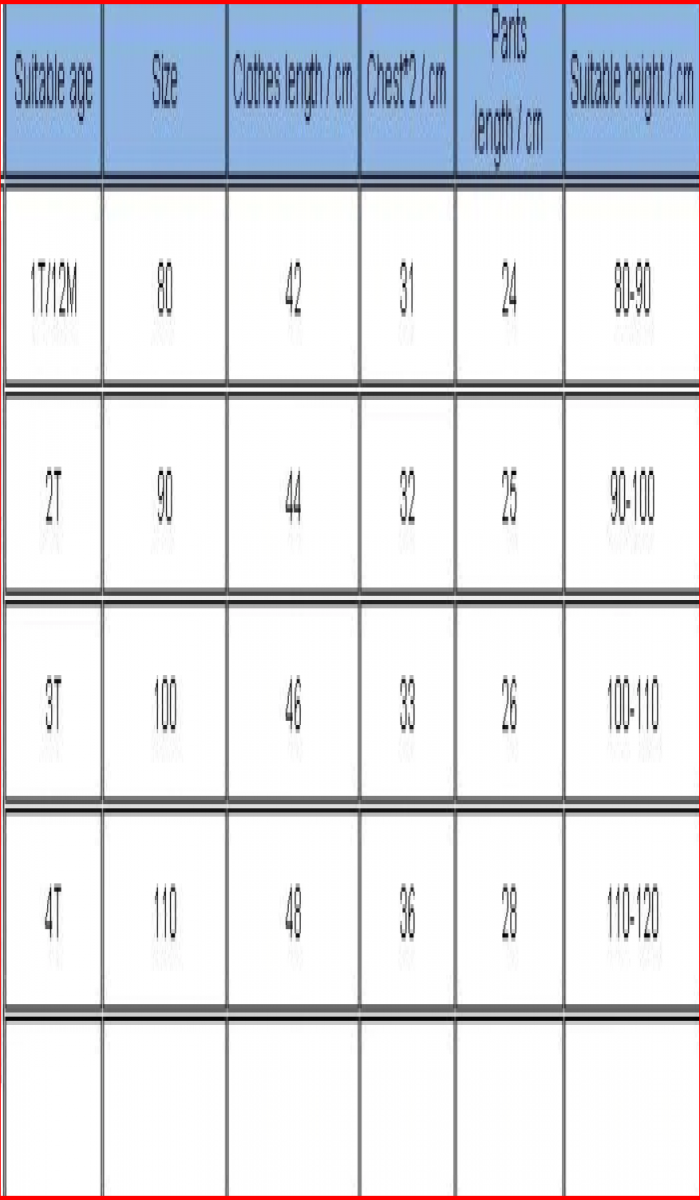 Suitable age Size Clothes length / cm Chest*2 / cm Pants length / cm Suitable height / cm
1T/12M 80 42 31 24 80-90
2T 90 44 32 25 90-100
3T 100 46 33 26 100-110
4T 110 48 36 28 110-120